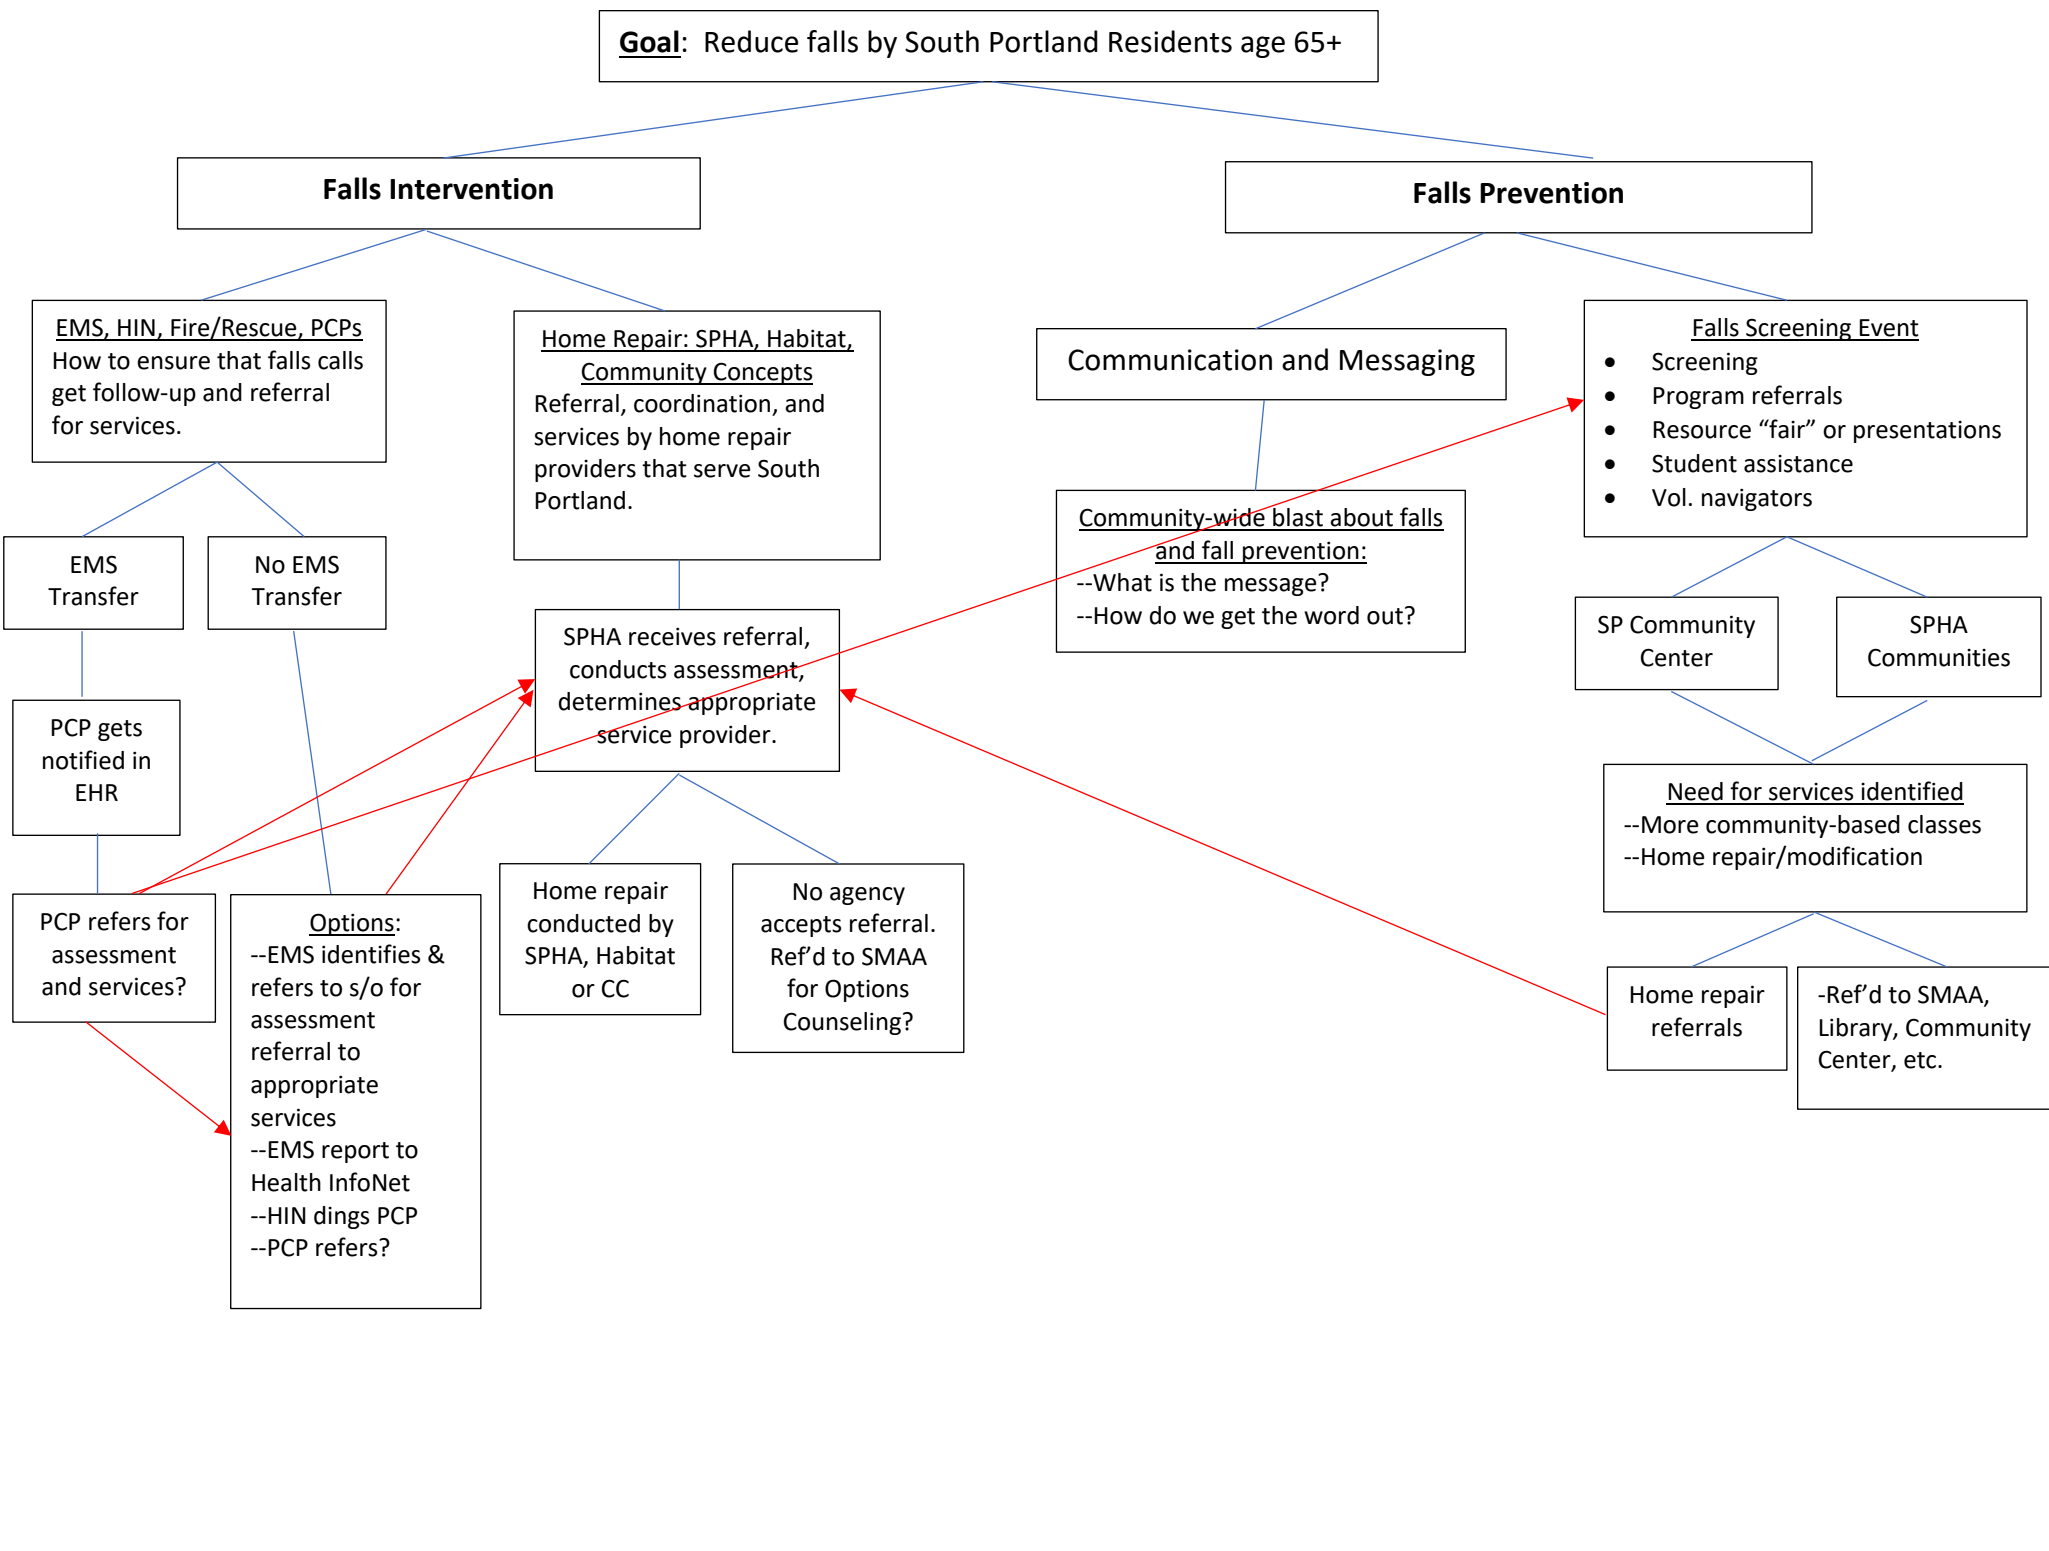 Goal:  Reduce falls by South Portland Residents age 65+
Falls Intervention
Falls Prevention
EMS, HIN, Fire/Rescue, PCPs
How to ensure that falls calls
get follow-up and referral
for services.
Home Repair: SPHA, Habitat,
Community Concepts
Referral, coordination, and
services by home repair
providers that serve South
Portland.
Communication and Messaging
Falls Screening Event
• Screening
• Program referrals
• Resource “fair” or presentations
• Student assistance
• Vol. navigators
EMS
Transfer
No EMS
Transfer
Community-wide blast about falls
and fall prevention:
--What is the message?
--How do we get the word out?
SPHA receives referral,
conducts assessment,
determines appropriate
service provider.
SP Community
Center
SPHA
Communities
PCP gets
notified in
EHR
Need for services identified
--More community-based classes
--Home repair/modification
PCP refers for
assessment
and services?
Options:
--EMS identifies &
refers to s/o for
assessment
referral to
appropriate
services
--EMS report to
Health InfoNet
--HIN dings PCP
--PCP refers?
Home repair
conducted by
SPHA, Habitat
or CC
No agency
accepts referral.
Ref’d to SMAA
for Options
Counseling?
Home repair
referrals
-Ref’d to SMAA,
Library, Community
Center, etc.